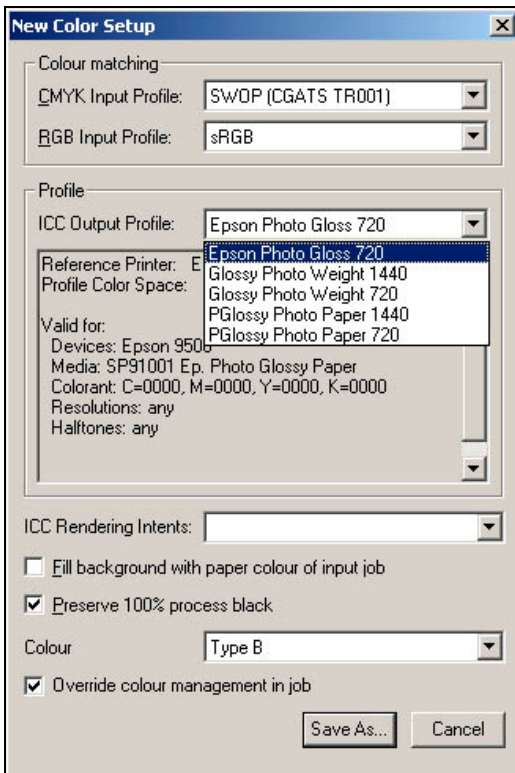 New Color Setup
Colour matching
CMYK Input Profile: SWOP (CGATS TR001)
RGB Input Profile: sRGB
Profile
ICC Output Profile: Epson Photo Gloss 720
Epson Photo Gloss 720
Glossy Photo Weight 1440
Glossy Photo Weight 720
PGlossy Photo Paper 1440
PGlossy Photo Paper 720
Reference Printer: E
Profile Color Space:
Valid for:
Devices: Epson 9500
Media: SP91001 Ep. Photo Glossy Paper
Colorant: C=0000, M=0000, Y=0000, K=0000
Resolutions: any
Halftones: any
ICC Rendering Intents:
Fill background with paper colour of input job
Preserve 100% process black
Colour Type B
Override colour management in job
Save As... Cancel